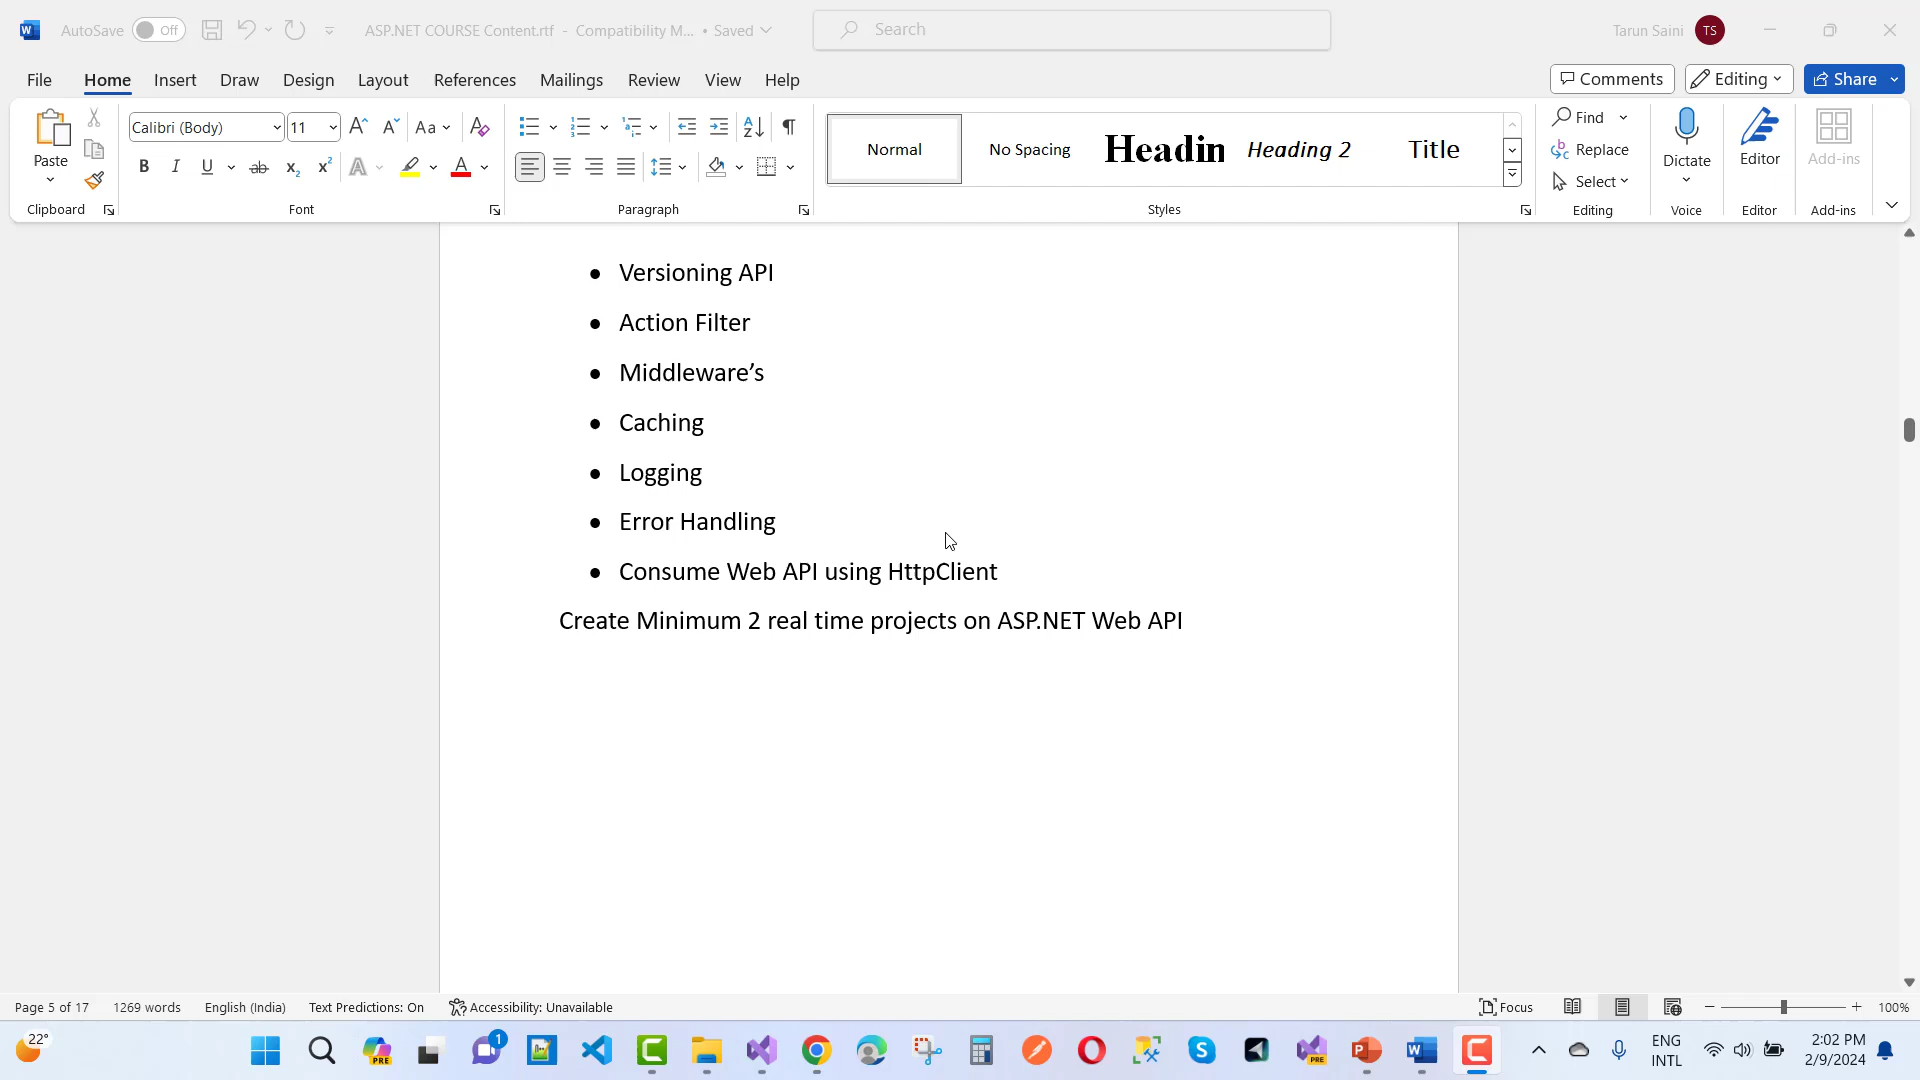 AutoSave Off ASP.NET COURSE Content.rtf - Compatibility M... • Saved Search Tarun Saini TS
File Home Insert Draw Design Layout References Mailings Review View Help Comments Editing Share
Calibri (Body) 11 Aa Normal No Spacing Headin Heading 2 Title Find
Paste Replace Dictate Editor Add-ins
Select
Clipboard Font Paragraph Styles Editing Voice Editor Add-ins
• Versioning API
• Action Filter
• Middleware’s
• Caching
• Logging
• Error Handling
• Consume Web API using HttpClient
Create Minimum 2 real time projects on ASP.NET Web API
Page 5 of 17 1269 words English (India) Text Predictions: On Accessibility: Unavailable Focus 100%
22° PRE 1 PRE ENG 2:02 PM
INTL 2/9/2024